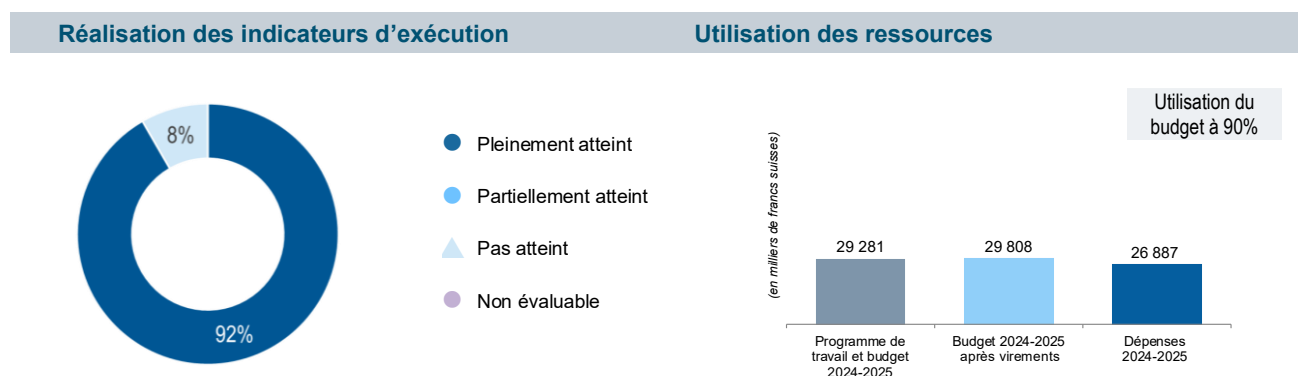 Réalisation des indicateurs d’exécution
Utilisation des ressources
8%
92%
Pleinement atteint
Partiellement atteint
Pas atteint
Non évaluable
Utilisation du
budget à 90%
(en milliers de francs suisses)
29 281
29 808
26 887
Programme de
travail et budget
2024-2025
Budget 2024-2025
après virements
Dépenses
2024-2025